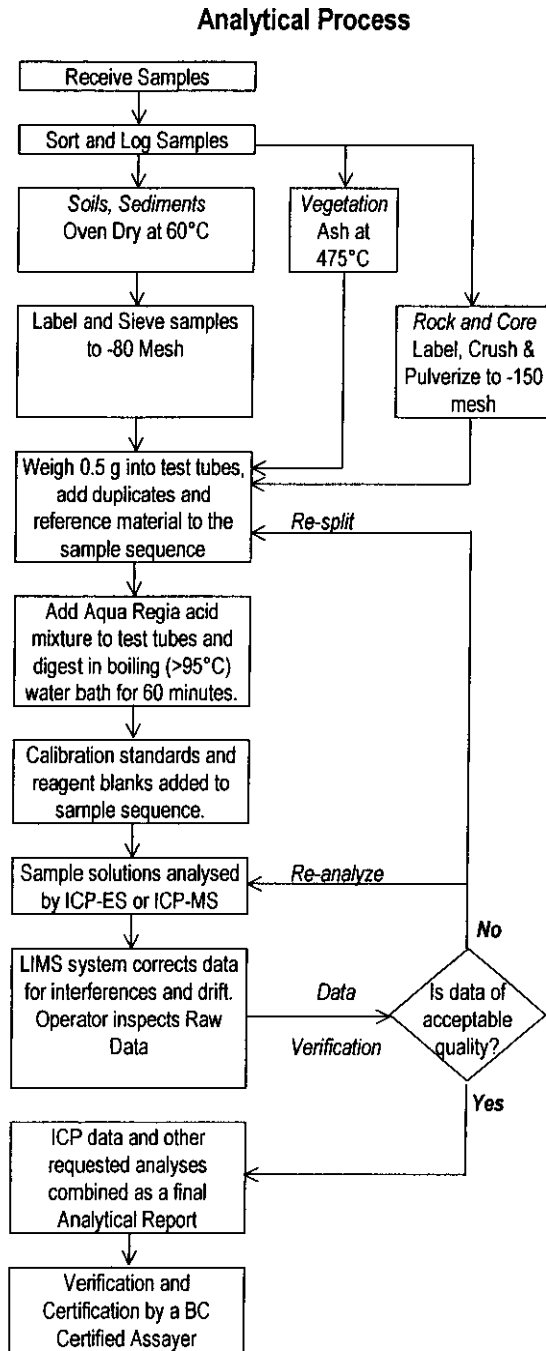 Analytical Process
Receive Samples
Sort and Log Samples
Soils, Sediments
Oven Dry at 60°C
Vegetation
Ash at
475°C
Label and Sieve samples
to -80 Mesh
Rock and Core
Label, Crush &
Pulverize to -150
mesh
Weigh 0.5 g into test tubes,
add duplicates and
reference material to the
sample sequence
Re-split
Add Aqua Regia acid
mixture to test tubes and
digest in boiling (>95°C)
water bath for 60 minutes.
Calibration standards and
reagent blanks added to
sample sequence.
Sample solutions analysed
by ICP-ES or ICP-MS
Re-analyze
No
LIMS system corrects data
for interferences and drift.
Operator inspects Raw
Data
Data
Verification
Is data of
acceptable
quality?
Yes
ICP data and other
requested analyses
combined as a final
Analytical Report
Verification and
Certification by a BC
Certified Assayer